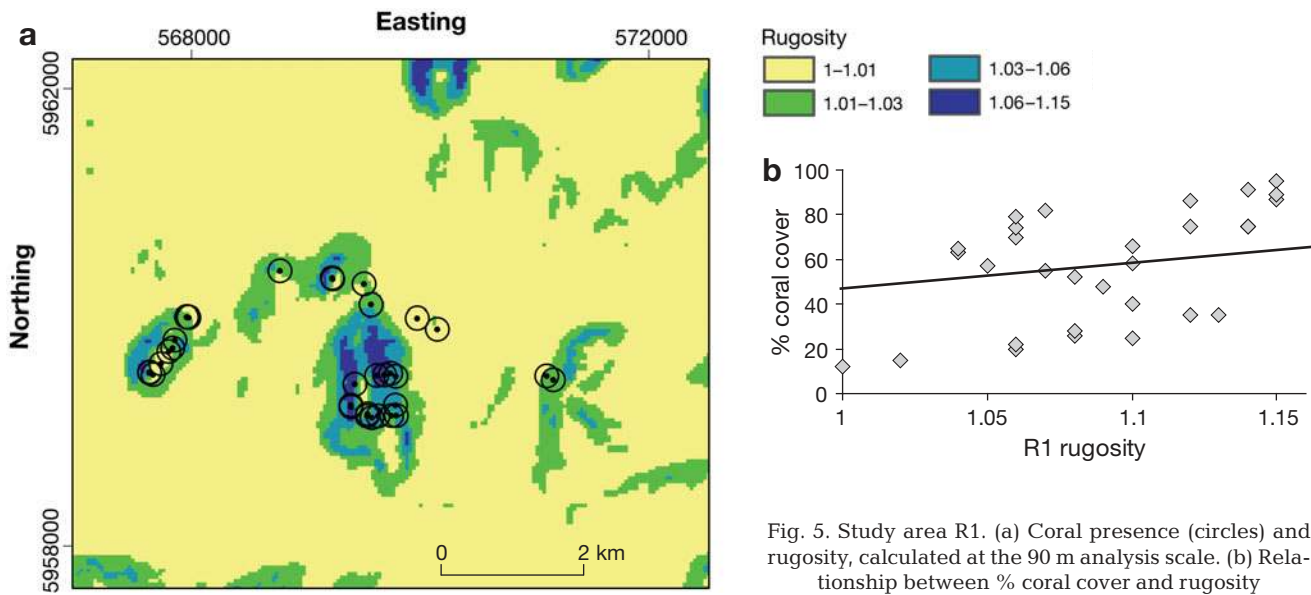 a
Easting
568000 572000
Northing
5962000
5958000
0 2 km
Rugosity
1–1.01
1.01–1.03
1.03–1.06
1.06–1.15
b
% coral cover
100
80
60
40
20
0
1 1.05 1.1 1.15
R1 rugosity
Fig. 5. Study area R1. (a) Coral presence (circles) and
rugosity, calculated at the 90 m analysis scale. (b) Rela-
tionship between % coral cover and rugosity